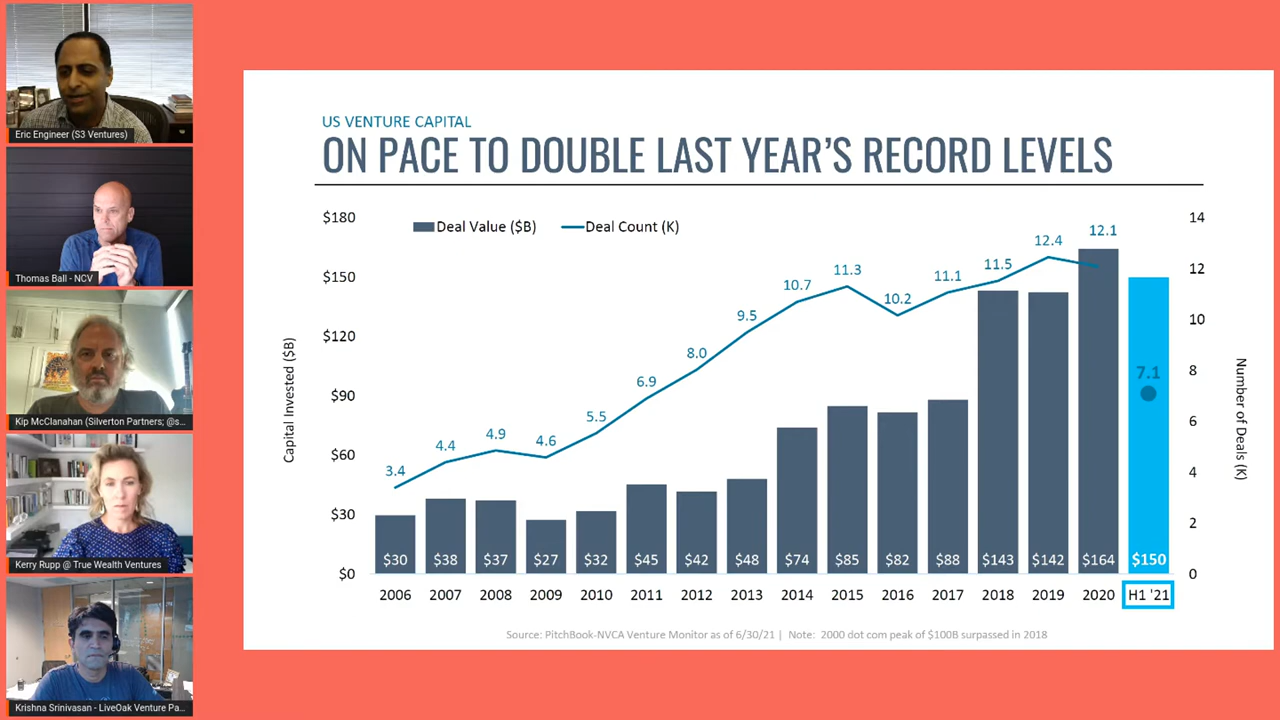 Eric Engineer (S3 Ventures)
Thomas Ball - NCV
Kip McClanahan (Silverton Partners; @s...
Kerry Rupp @ True Wealth Ventures
Krishna Srinivasan - LiveOak Venture Pa...
US VENTURE CAPITAL
ON PACE TO DOUBLE LAST YEAR'S RECORD LEVELS
Deal Value ($B) Deal Count (K)
Capital Invested ($B)
$180
$150
$120
$90
$60
$30
$0
3.4 4.4 4.9 4.6 5.5 6.9 8.0 9.5 10.7 11.3 10.2 11.1 11.5 12.4 12.1 7.1
$30 $38 $37 $27 $32 $45 $42 $48 $74 $85 $82 $88 $143 $142 $164 $150
2006 2007 2008 2009 2010 2011 2012 2013 2014 2015 2016 2017 2018 2019 2020 H1 '21
14
12
10
8
6
4
2
0
Number of Deals (K)
Source: PitchBook-NVCA Venture Monitor as of 6/30/21 | Note: 2000 dot com peak of $100B surpassed in 2018